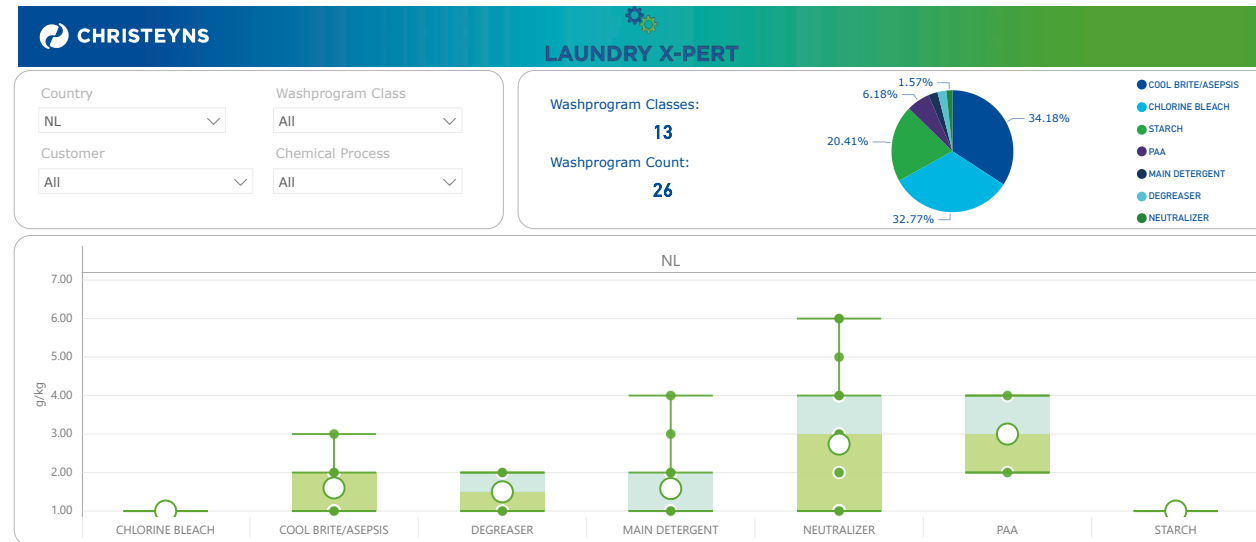 CHRISTEYNS
LAUNDRY X-PERT
Country
Washprogram Class
NL
All
Customer
Chemical Process
All
All
Washprogram Classes:
13
Washprogram Count:
26
1.57%
6.18%
20.41%
34.18%
32.77%
COOL BRITE/ASEPSIS
CHLORINE BLEACH
STARCH
PAA
MAIN DETERGENT
DEGREASER
NEUTRALIZER
NL
7.00
6.00
5.00
4.00
3.00
2.00
1.00
g/kg
CHLORINE BLEACH
COOL BRITE/ASEPSIS
DEGREASER
MAIN DETERGENT
NEUTRALIZER
PAA
STARCH